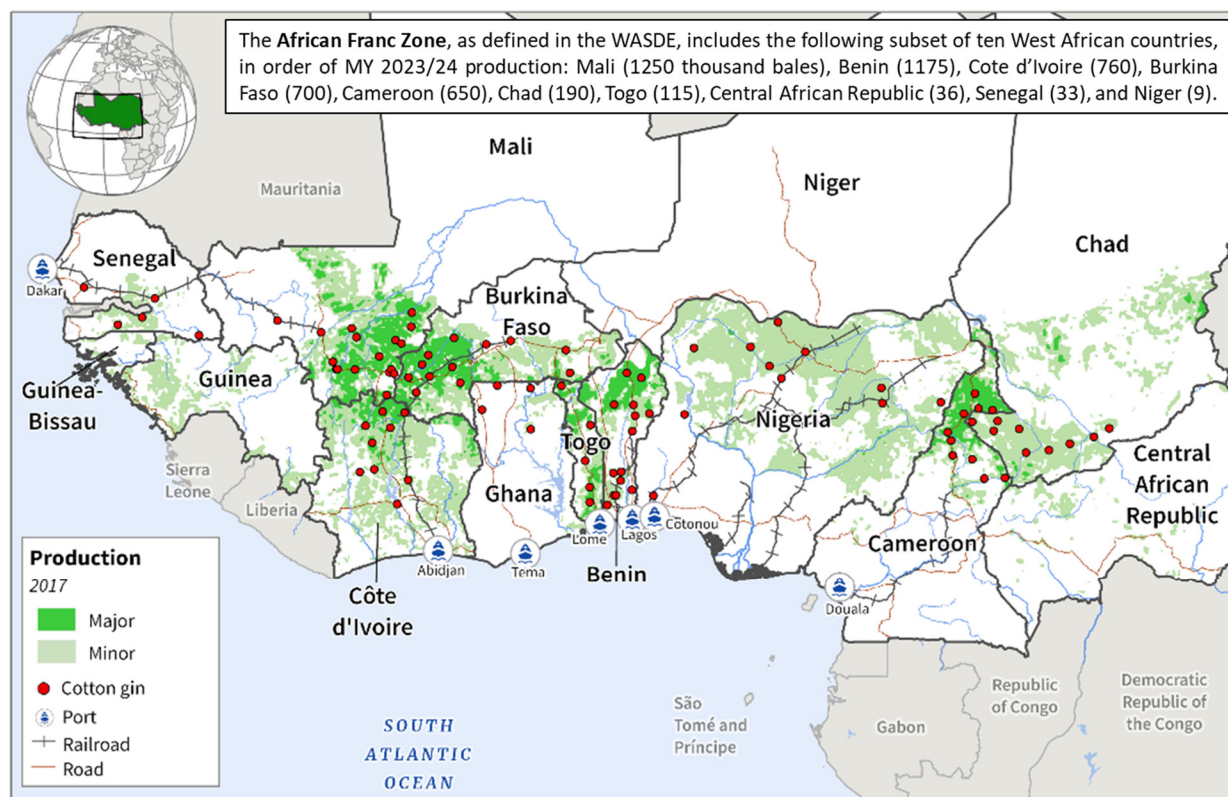 The African Franc Zone, as defined in the WASDE, includes the following subset of ten West African countries,
in order of MY 2023/24 production: Mali (1250 thousand bales), Benin (1175), Cote d’Ivoire (760), Burkina
Faso (700), Cameroon (650), Chad (190), Togo (115), Central African Republic (36), Senegal (33), and Niger (9).
Mali
Mauritania
Niger
Chad
Senegal
Dakar
Burkina
Faso
Guinea
Guinea-
Bissau
Nigeria
Togo
Sierra
Leone
Central
African
Republic
Ghana
Liberia
Cotonou
Lome
Lagos
Cameroon
Abidjan
Tema
Benin
Douala
Côte
d'Ivoire
Production
2017
Major
Minor
Cotton gin
Port
Railroad
Road
SOUTH
ATLANTIC
OCEAN
São
Tomé and
Príncipe
Gabon
Republic
of Congo
Democratic
Republic of
the Congo